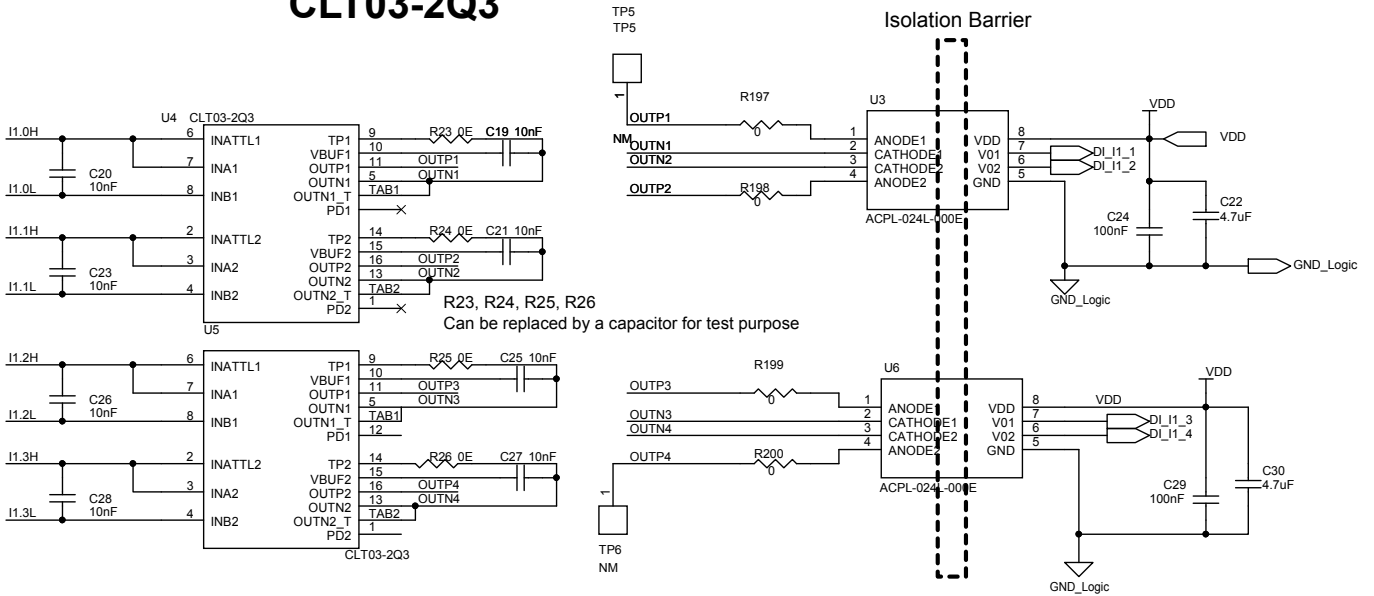 CLT03-2Q3
TP5
TP5
Isolation Barrier
1
U4 CLT03-2Q3
I1.0H
C20
10nF
I1.0L
I1.1H
C23
10nF
I1.1L
6 INATTL1
7 INA1
8 INB1
2 INATTL2
3 INA2
4 INB2
TP1 9
VBUF1 10
OUTP1 11 OUTP1
OUTN1 5 OUTN1
OUTN1_T TAB1
PD1
TP2 14
VBUF2 15
OUTP2 16 OUTP2
OUTN2 13 OUTN2
OUTN2_T TAB2
PD2 1
R23 0E
C19 10nF
R24 0E
C21 10nF
R23, R24, R25, R26
Can be replaced by a capacitor for test purpose
U5
I1.2H
C26
10nF
I1.2L
I1.3H
C28
10nF
I1.3L
6 INATTL1
7 INA1
8 INB1
2 INATTL2
3 INA2
4 INB2
TP1 9
VBUF1 10
OUTP1 11 OUTP3
OUTN1 5 OUTN3
OUTN1_T TAB1
PD1 12
TP2 14
VBUF2 15
OUTP2 16 OUTP4
OUTN2 13 OUTN4
OUTN2_T TAB2
PD2 1
R25 0E
C25 10nF
R26 0E
C27 10nF
CLT03-2Q3
OUTP1
NM
OUTN1
OUTN2
OUTP2
R197
0
R198
0
U3
1 ANODE1
2 CATHODE1
3 CATHODE2
4 ANODE2
VDD 8
V01 7
V02 6
GND 5
ACPL-024L-000E
DI_I1_1
DI_I1_2
VDD
VDD
C24
100nF
C22
4.7uF
GND_Logic
GND_Logic
OUTP3
OUTN3
OUTN4
OUTP4
1
TP6
NM
R199
0
R200
0
U6
1 ANODE1
2 CATHODE1
3 CATHODE2
4 ANODE2
VDD 8
V01 7
V02 6
GND 5
ACPL-024L-000E
VDD
DI_I1_3
DI_I1_4
VDD
C29
100nF
C30
4.7uF
GND_Logic